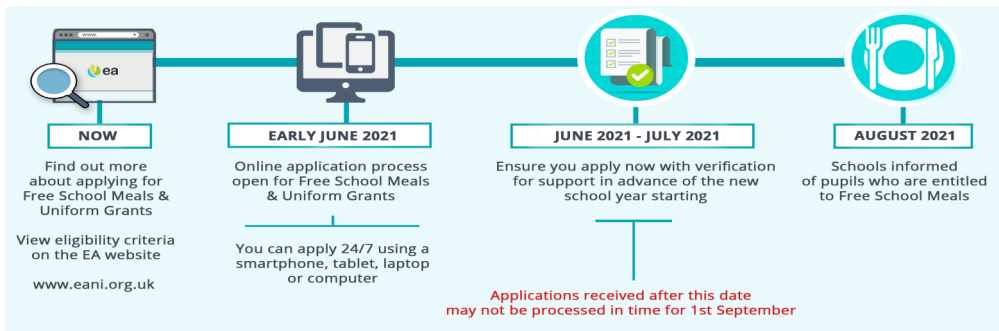 www.
ea
NOW
Find out more
about applying for
Free School Meals &
Uniform Grants
View eligibility criteria
on the EA website
www.eani.org.uk
EARLY JUNE 2021
Online application process
open for Free School Meals
& Uniform Grants
You can apply 24/7 using a
smartphone, tablet, laptop
or computer
JUNE 2021 - JULY 2021
Ensure you apply now with verification
for support in advance of the new
school year starting
Applications received after this date
may not be processed in time for 1st September
AUGUST 2021
Schools informed
of pupils who are entitled
to Free School Meals